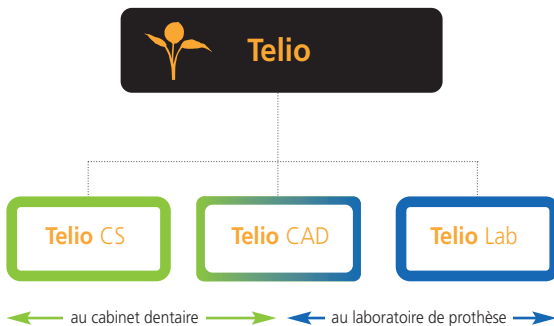 Telio
Telio CS
Telio CAD
Telio Lab
au cabinet dentaire
au laboratoire de prothèse